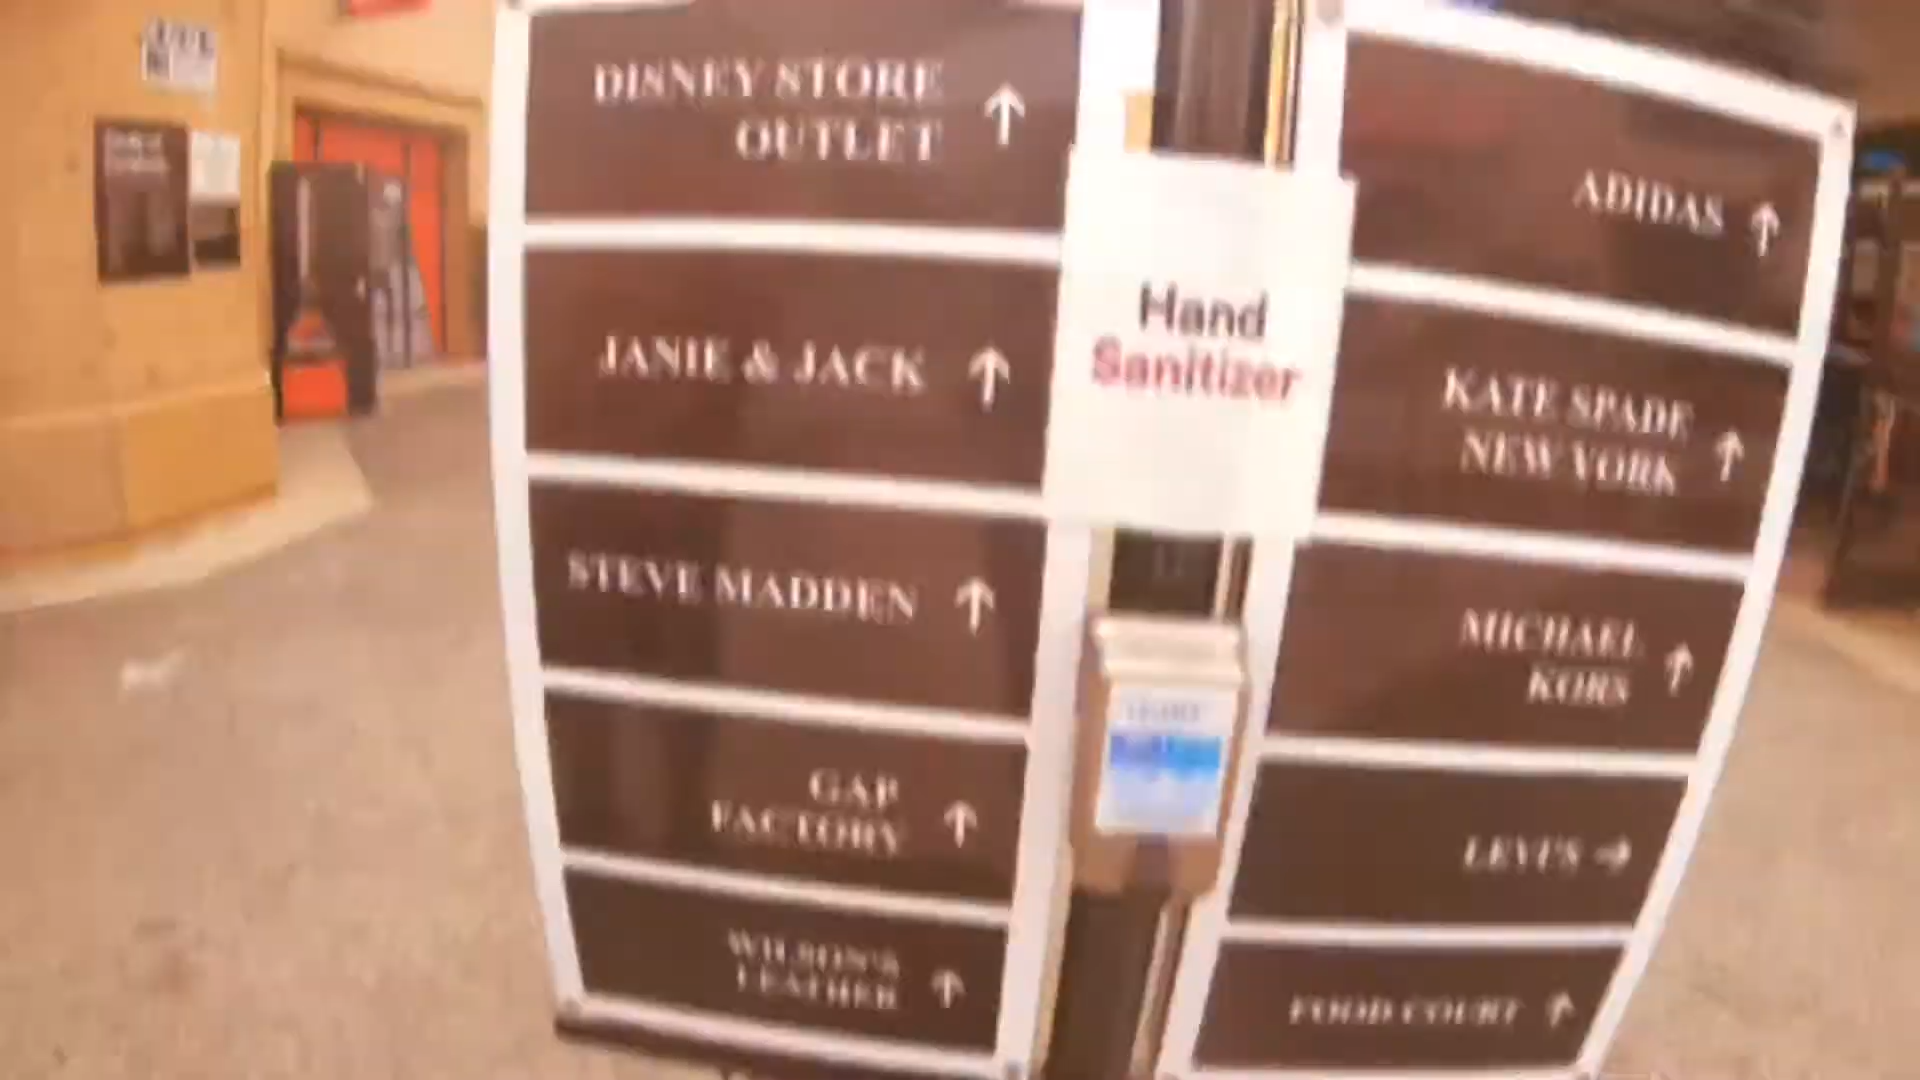 DISNEY STORE
OUTLET ↑
JANIE & JACK ↑
STEVE MADDEN ↑
GAP
FACTORY ↑
WILSON'S
LEATHER ↑
Hand
Sanitizer
ADIDAS ↑
KATE SPADE
NEW YORK ↑
MICHAEL
KORS ↑
LEVI'S →
FOOD COURT ↑